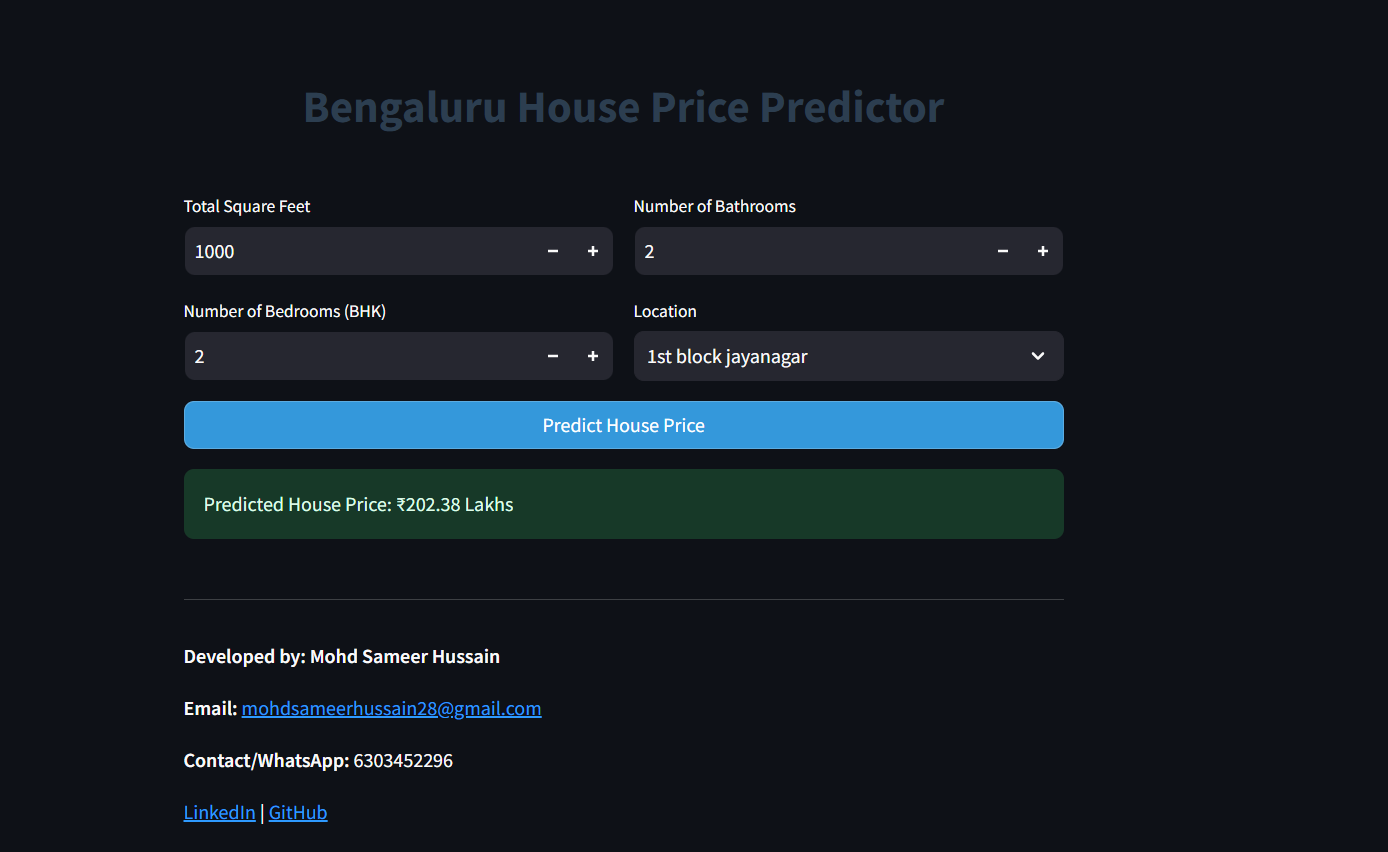 Bengaluru House Price Predictor
Total Square Feet
Number of Bathrooms
1000
2
Number of Bedrooms (BHK)
Location
2
1st block jayanagar
Predict House Price
Predicted House Price: ₹202.38 Lakhs
Developed by: Mohd Sameer Hussain
Email: mohdsameerhussain28@gmail.com
Contact/WhatsApp: 6303452296
LinkedIn | GitHub